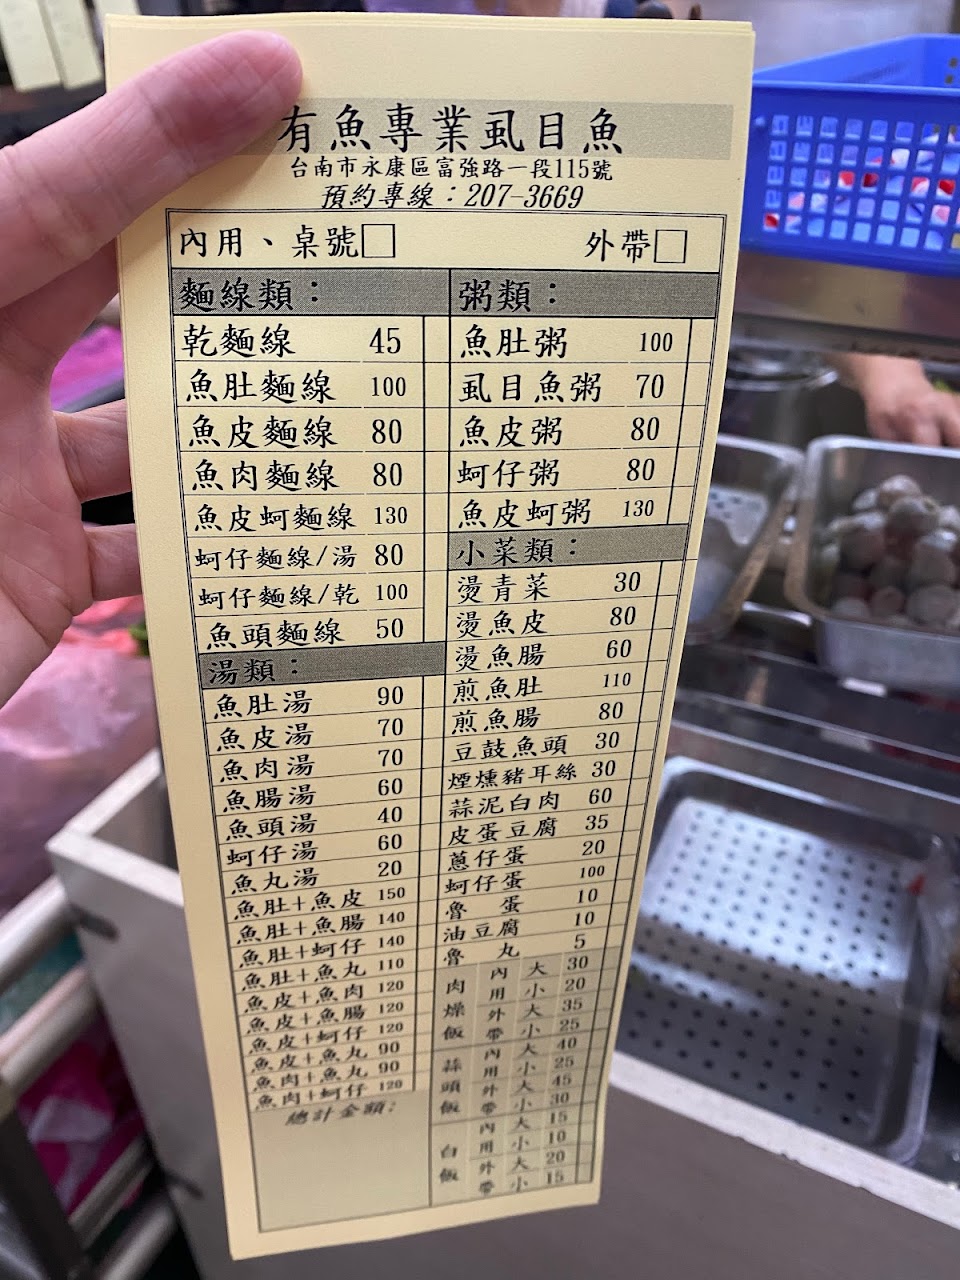 有魚專業虱目魚
台南市永康區富強路一段115號
預約專線：207-3669
內用、桌號□ 外帶□
麵線類：
乾麵線 45
魚肚麵線 100
魚皮麵線 80
魚肉麵線 80
魚皮蚵麵線 130
蚵仔麵線/湯 80
蚵仔麵線/乾 100
魚頭麵線 50
湯類：
魚肚湯 90
魚皮湯 70
魚肉湯 70
魚腸湯 60
魚頭湯 40
蚵仔湯 60
魚丸湯 20
魚肚+魚皮 150
魚肚+魚腸 140
魚肚+蚵仔 140
魚肚+魚丸 110
魚皮+魚肉 120
魚皮+魚腸 120
魚皮+蚵仔 120
魚皮+魚丸 90
魚肉+魚丸 90
魚肉+蚵仔 120
總計金額：
粥類：
魚肚粥 100
虱目魚粥 70
魚皮粥 80
蚵仔粥 80
魚皮蚵粥 130
小菜類：
燙青菜 30
燙魚皮 80
燙魚腸 60
煎魚肚 110
煎魚腸 80
豆鼓魚頭 30
煙燻豬耳絲 30
蒜泥白肉 60
皮蛋豆腐 35
蔥仔蛋 20
蚵仔蛋 100
魯蛋 10
油豆腐 10
魯丸 5
肉燥飯 內用 大 30
小 20
外帶 大 35
小 25
蒜頭飯 內用 大 40
小 25
外帶 大 45
小 30
白飯 內用 大 15
小 10
外帶 大 20
小 15